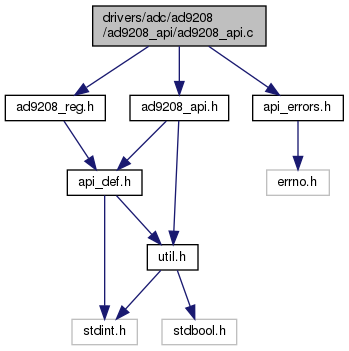 drivers/adc/ad9208
/ad9208_api/ad9208_api.c
ad9208_reg.h
ad9208_api.h
api_errors.h
api_def.h
errno.h
util.h
stdint.h
stdbool.h